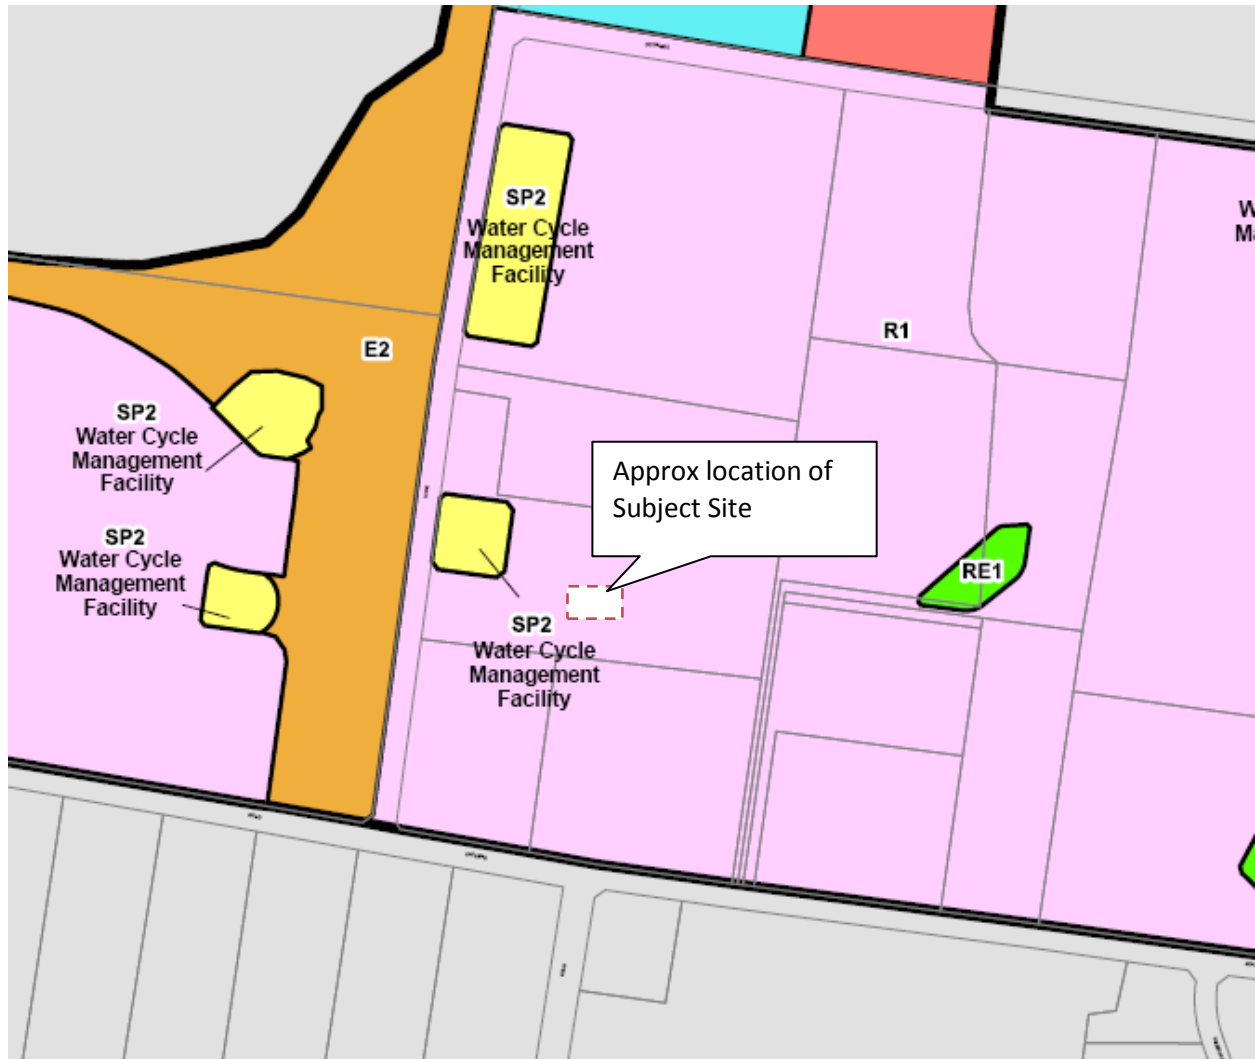 SP2
Water Cycle
Management
Facility
W
Ma
R1
E2
SP2
Water Cycle
Management
Facility
Approx location of
Subject Site
SP2
Water Cycle
Management
Facility
RE1
SP2
Water Cycle
Management
Facility